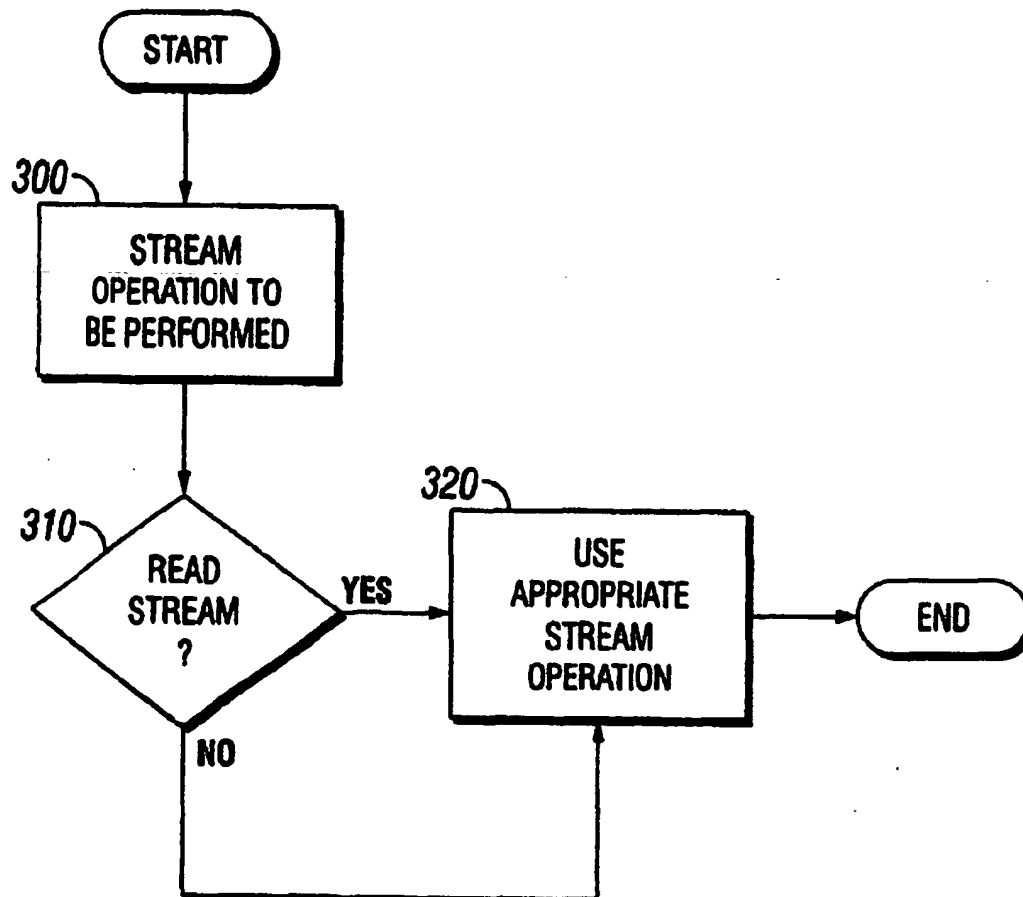 START
300
STREAM
OPERATION TO
BE PERFORMED
310
READ
STREAM
?
YES
NO
320
USE
APPROPRIATE
STREAM
OPERATION
END